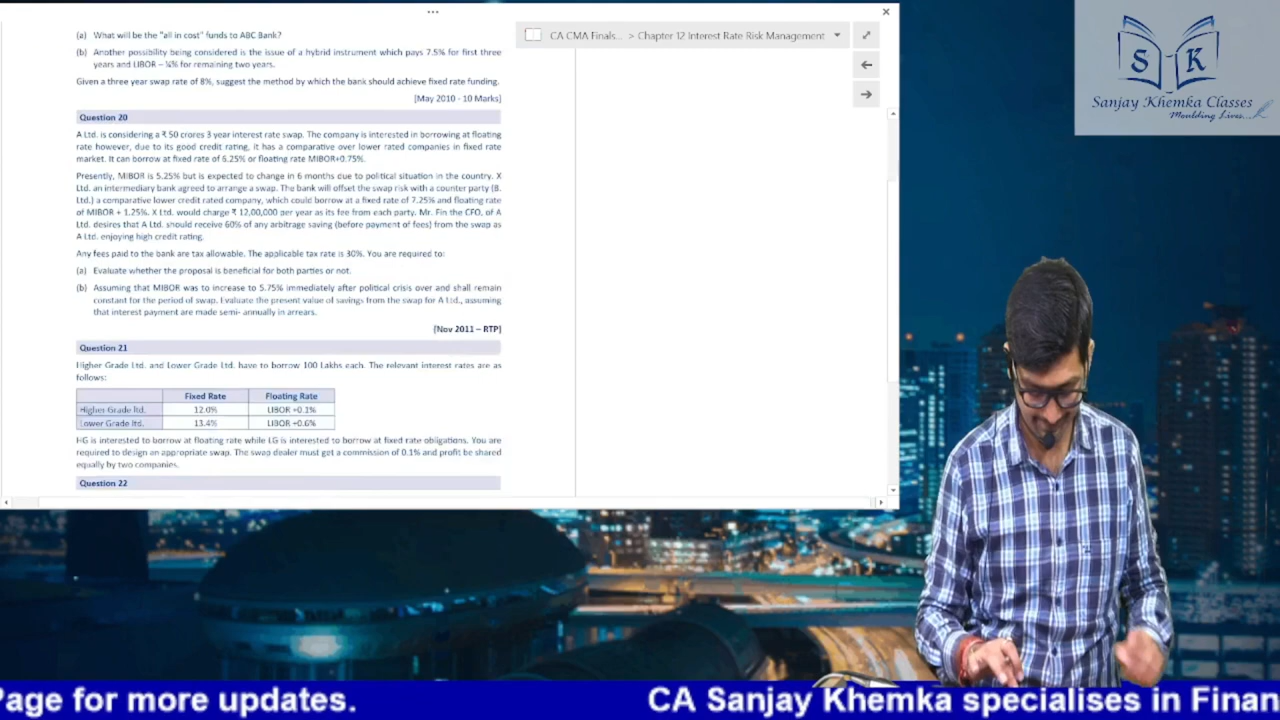 (a) What will be the "all in cost" funds to ABC Bank?
(b) Another possibility being considered is the issue of a hybrid instrument which pays 7.5% for first three
years and LIBOR – ¼% for remaining two years.
Given a three year swap rate of 8%, suggest the method by which the bank should achieve fixed rate funding.
[May 2010 - 10 Marks]
Question 20
A Ltd. is considering a ₹ 50 crores 3 year interest rate swap. The company is interested in borrowing at floating
rate however, due to its good credit rating, it has a comparative over lower rated companies in fixed rate
market. It can borrow at fixed rate of 6.25% or floating rate MIBOR+0.75%.
Presently, MIBOR is 5.25% but is expected to change in 6 months due to political situation in the country. X
Ltd. an intermediary bank agreed to arrange a swap. The bank will offset the swap risk with a counter party (B.
Ltd.) a comparative lower credit rated company, which could borrow at a fixed rate of 7.25% and floating rate
of MIBOR + 1.25%. X Ltd. would charge ₹ 12,00,000 per year as its fee from each party. Mr. Fin the CFO, of A
Ltd. desires that A Ltd. should receive 60% of any arbitrage saving (before payment of fees) from the swap as
A Ltd. enjoying high credit rating.
Any fees paid to the bank are tax allowable. The applicable tax rate is 30%. You are required to:
(a) Evaluate whether the proposal is beneficial for both parties or not.
(b) Assuming that MIBOR was to increase to 5.75% immediately after political crisis over and shall remain
constant for the period of swap. Evaluate the present value of savings from the swap for A Ltd., assuming
that interest payment are made semi- annually in arrears.
(Nov 2011 – RTP)
Question 21
Higher Grade Ltd. and Lower Grade Ltd. have to borrow 100 Lakhs each. The relevant interest rates are as
follows:
Fixed Rate Floating Rate
Higher Grade ltd. 12.0% LIBOR +0.1%
Lower Grade ltd. 13.4% LIBOR +0.6%
HG is interested to borrow at floating rate while LG is interested to borrow at fixed rate obligations. You are
required to design an appropriate swap. The swap dealer must get a commission of 0.1% and profit be shared
equally by two companies.
Question 22
CA CMA Finals... > Chapter 12 Interest Rate Risk Management
S K
Sanjay Khemka Classes
Moulding Lives...
Page for more updates. CA Sanjay Khemka specialises in Finan